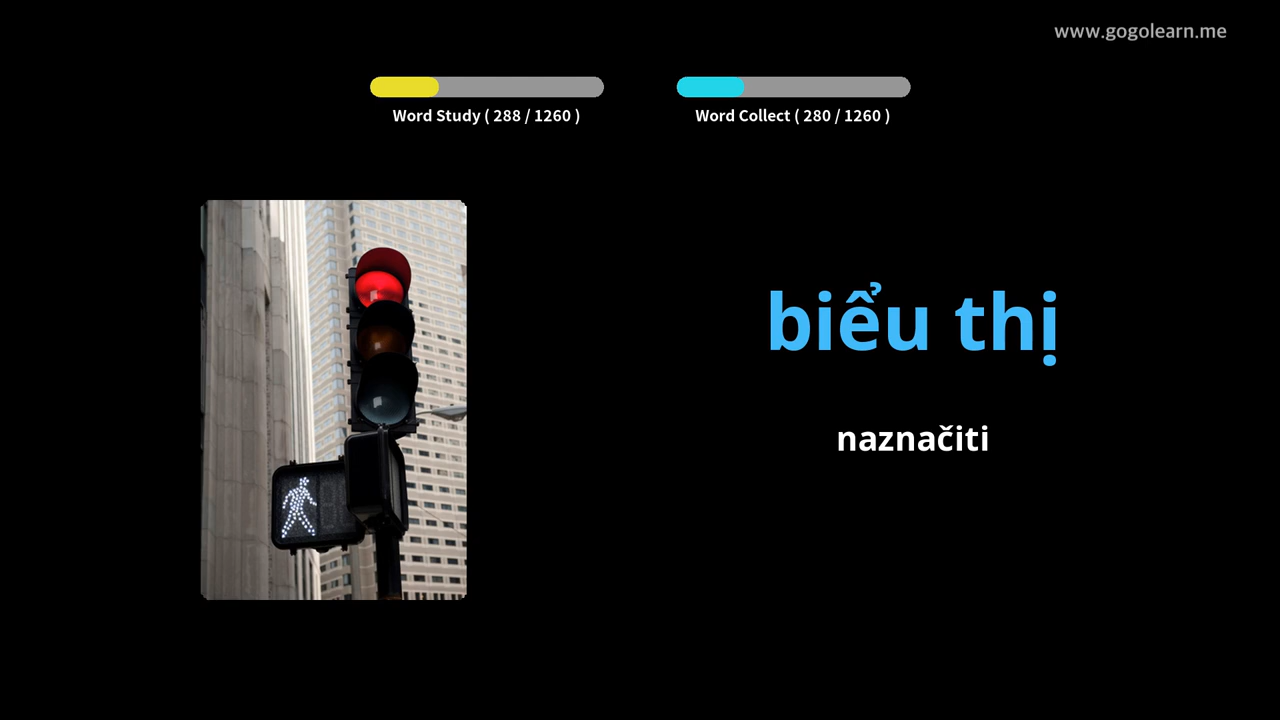 www.gogolearn.me
Word Study ( 288 / 1260 )
Word Collect ( 280 / 1260 )
biểu thị
naznačiti